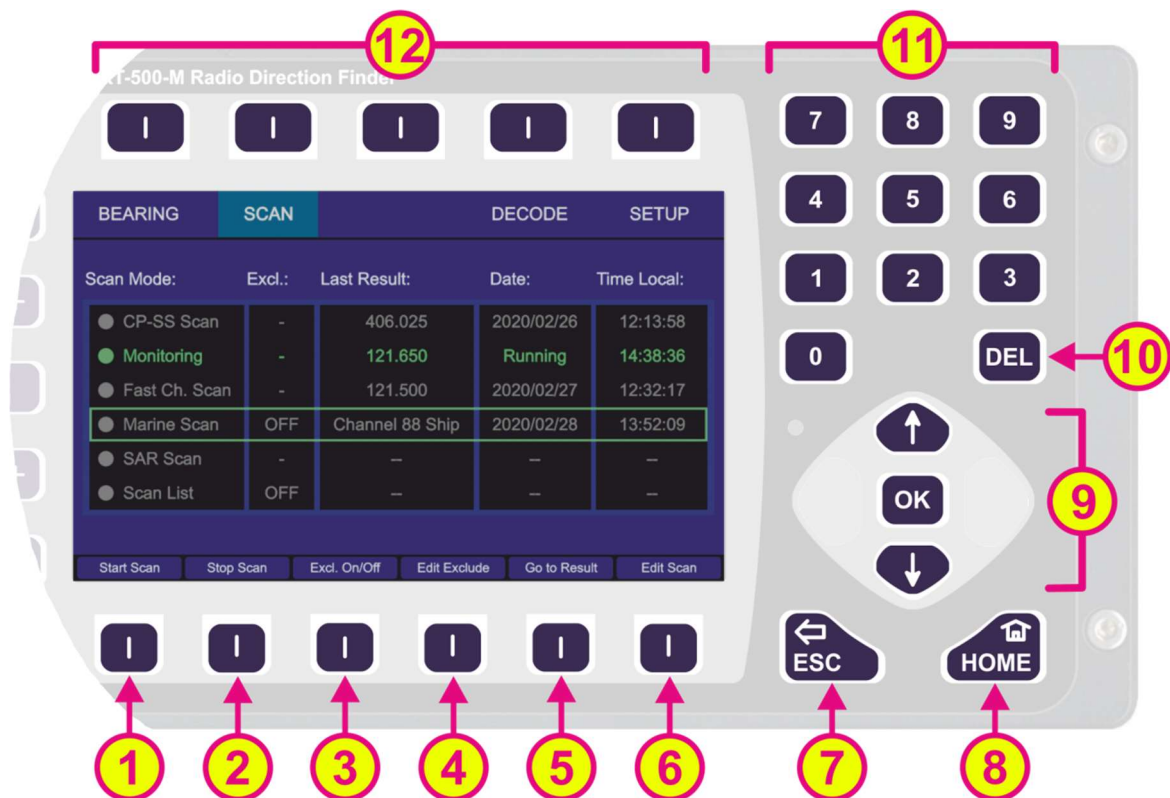 12
11
RT-500-M Radio Direction Finder
7 8 9
4 5 6
1 2 3
0 DEL
10
BEARING SCAN DECODE SETUP
Scan Mode: Excl.: Last Result: Date: Time Local:
CP-SS Scan - 406.025 2020/02/26 12:13:58
Monitoring - 121.650 Running 14:38:36
Fast Ch. Scan - 121.500 2020/02/27 12:32:17
Marine Scan OFF Channel 88 Ship 2020/02/28 13:52:09
SAR Scan - – – –
Scan List OFF – – –
Start Scan Stop Scan Excl. On/Off Edit Exclude Go to Result Edit Scan
OK
9
ESC
HOME
1 2 3 4 5 6 7 8